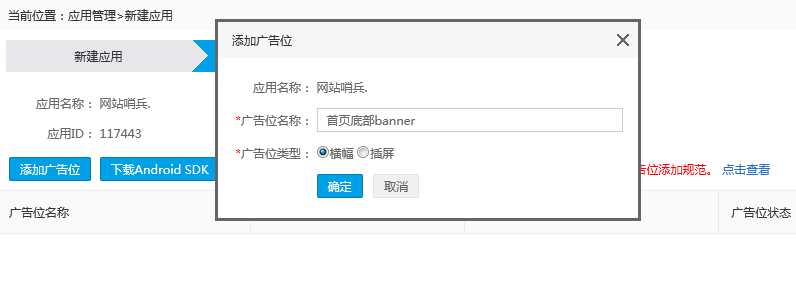 当前位置：应用管理>新建应用
新建应用
应用名称： 网站哨兵.
应用ID： 117443
添加广告位
下载Android SDK
添加广告位
应用名称： 网站哨兵.
*广告位名称： 首页底部banner
*广告位类型： 横幅 插屏
确定 取消
告位添加规范。 点击查看
广告位名称
广告位状态